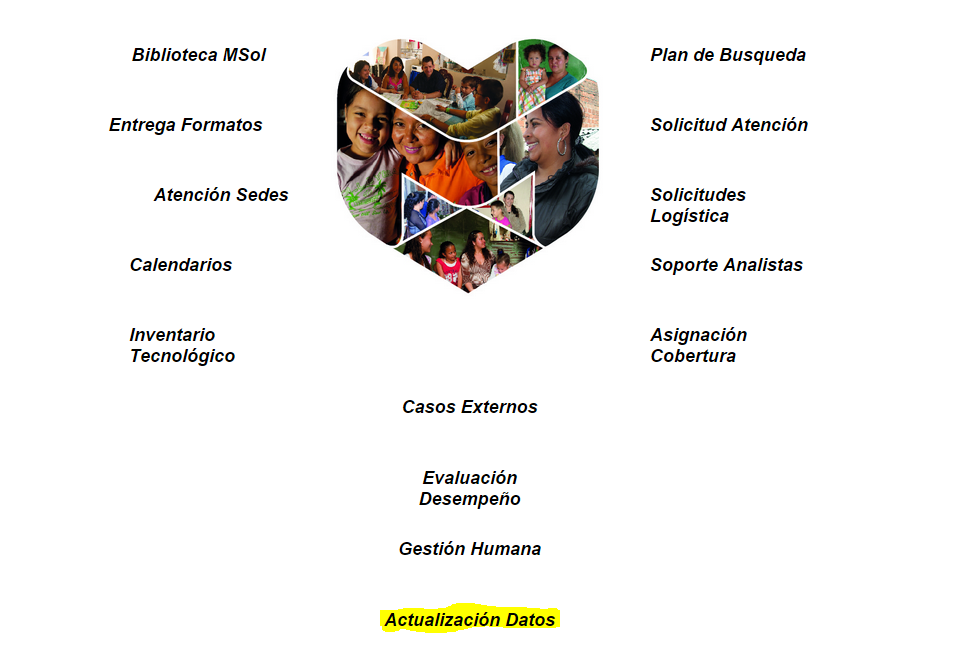 Biblioteca MSol
Plan de Busqueda
Entrega Formatos
Solicitud Atención
Atención Sedes
Solicitudes
Logística
Calendarios
Soporte Analistas
Inventario
Tecnológico
Asignación
Cobertura
Casos Externos
Evaluación
Desempeño
Gestión Humana
Actualización Datos